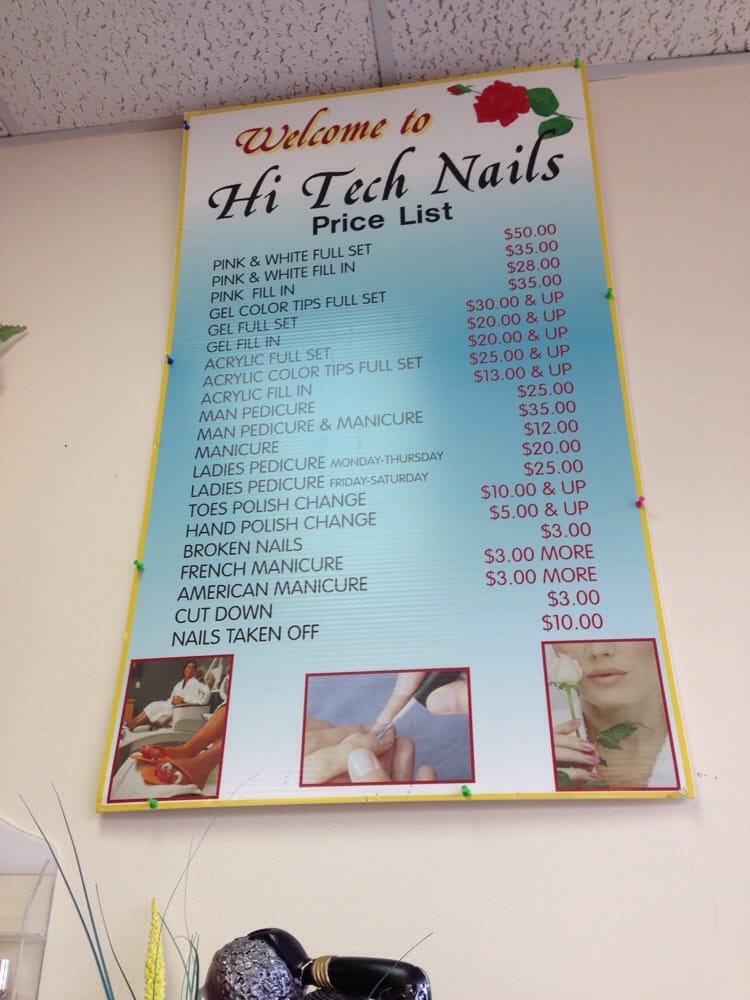 Welcome to
Hi Tech Nails
Price List
PINK & WHITE FULL SET $50.00
PINK & WHITE FILL IN $35.00
PINK FILL IN $28.00
GEL COLOR TIPS FULL SET $35.00
GEL FULL SET $30.00 & UP
GEL FILL IN $20.00 & UP
ACRYLIC FULL SET $20.00 & UP
ACRYLIC COLOR TIPS FULL SET $25.00 & UP
ACRYLIC FILL IN $13.00 & UP
MAN PEDICURE $25.00
MAN PEDICURE & MANICURE $35.00
MANICURE $12.00
LADIES PEDICURE MONDAY-THURSDAY $20.00
LADIES PEDICURE FRIDAY-SATURDAY $25.00
TOES POLISH CHANGE $10.00 & UP
HAND POLISH CHANGE $5.00 & UP
BROKEN NAILS $3.00
FRENCH MANICURE $3.00 MORE
AMERICAN MANICURE $3.00 MORE
CUT DOWN $3.00
NAILS TAKEN OFF $10.00